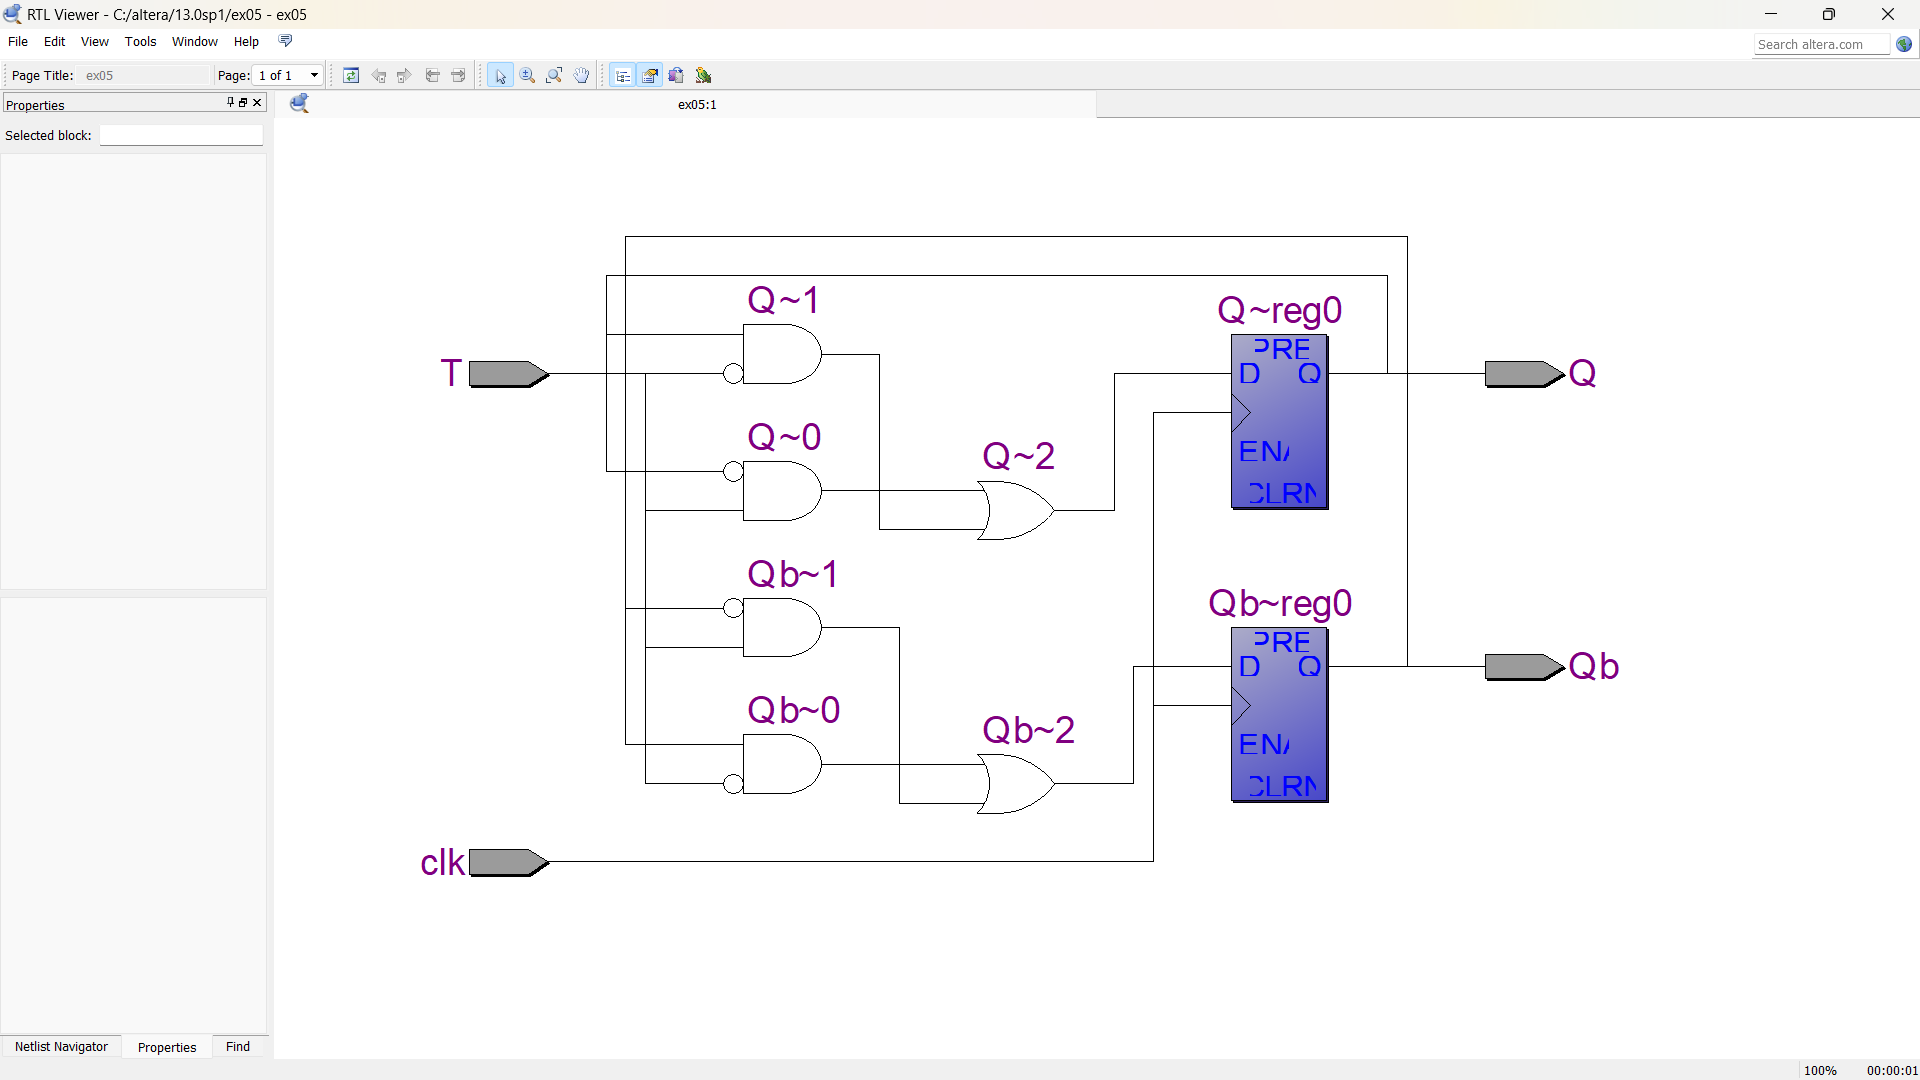 RTL Viewer - C:/altera/13.0sp1/ex05 - ex05
File Edit View Tools Window Help
Search altera.com
Page Title: ex05 Page: 1 of 1
Properties
ex05:1
Selected block:
Q~1
Q~reg0
PRE
T
D Q
Q
Q~0
Q~2
ENA
CLRN
Qb~1
Qb~reg0
PRE
D Q
Qb
Qb~0
Qb~2
ENA
CLRN
clk
Netlist Navigator Properties Find
100% 00:00:01